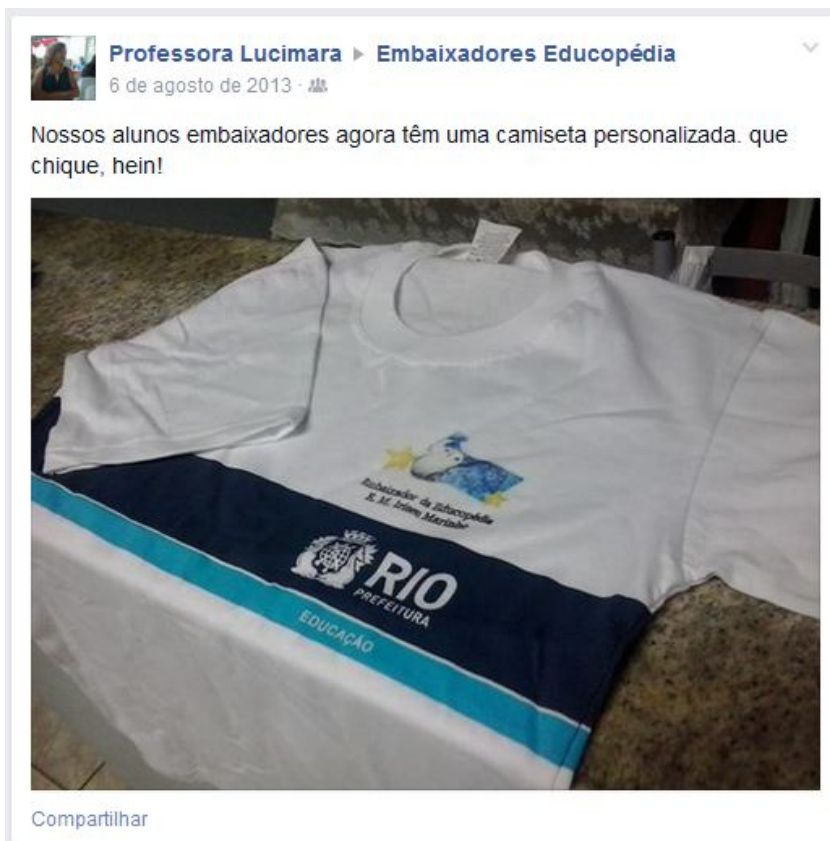 Professora Lucimara ▸ Embaixadores Educopédia
6 de agosto de 2013 ·
Nossos alunos embaixadores agora têm uma camiseta personalizada. que
chique, hein!
Embaixador da Educopédia
E. M. Irineu Marinho
RIO
PREFEITURA
EDUCAÇÃO
Compartilhar